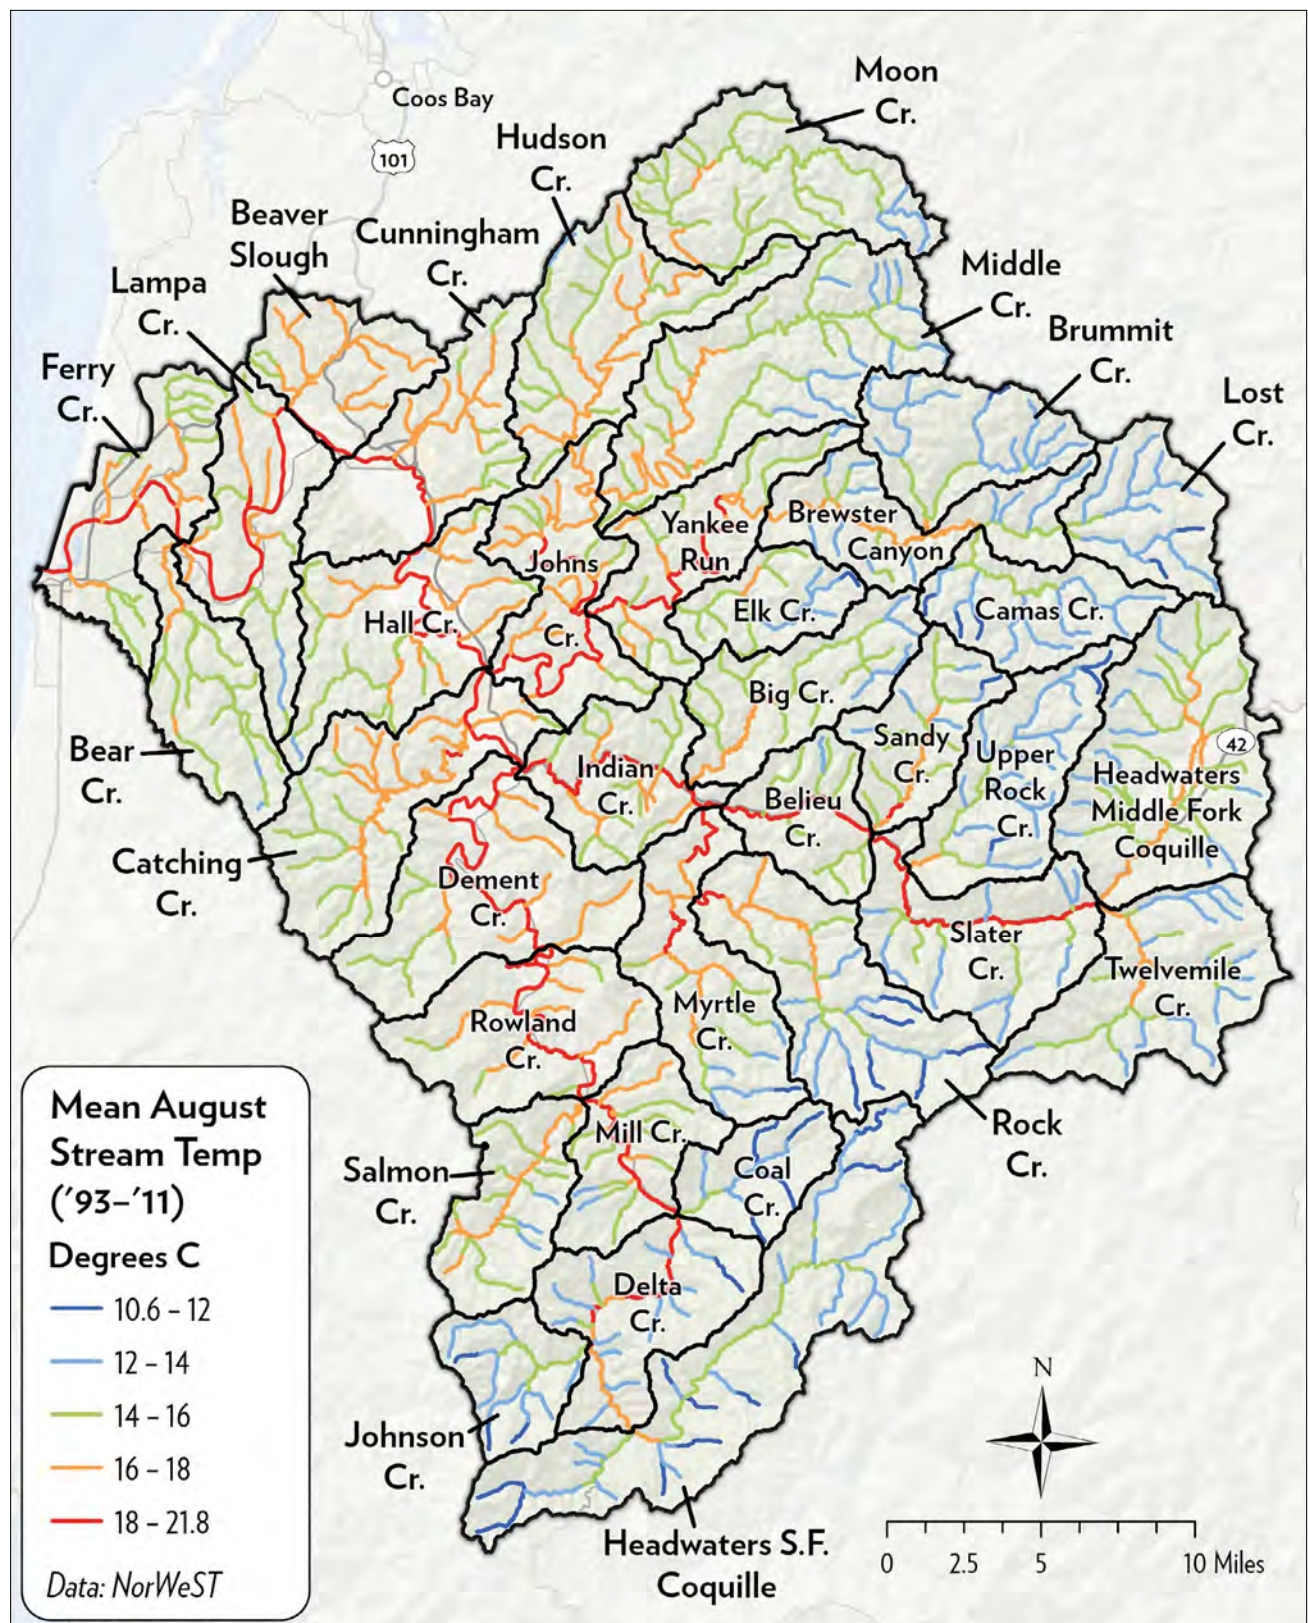 Moon
Cr.
Coos Bay
101
Hudson
Cr.
Beaver
Slough
Cunningham
Cr.
Lampa
Cr.
Middle
Cr.
Brummit
Cr.
Ferry
Cr.
Lost
Cr.
Yankee
Run
Brewster
Canyon
Johns
Cr.
Hall Cr.
Elk Cr.
Camas Cr.
Big Cr.
Sandy
Cr.
Upper
Rock
Cr.
42
Headwaters
Middle Fork
Coquille
Bear
Cr.
Indian
Cr.
Belieu
Cr.
Catching
Cr.
Dement
Cr.
Slater
Cr.
Twelvemile
Cr.
Rowland
Cr.
Myrtle
Cr.
Rock
Cr.
Mill Cr.
Coal
Cr.
Salmon
Cr.
Delta
Cr.
Johnson
Cr.
Headwaters S.F.
Coquille
Mean August
Stream Temp
('93–'11)
Degrees C
10.6 – 12
12 – 14
14 – 16
16 – 18
18 – 21.8
Data: NorWeST
N
0 2.5 5 10 Miles